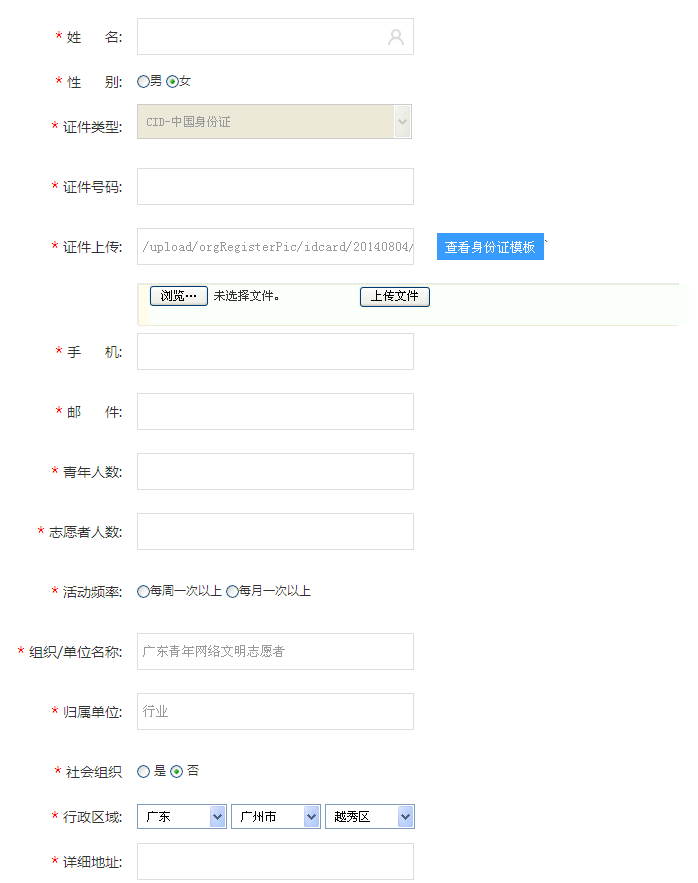 * 姓 名:
* 性 别: 男 女
* 证件类型: CID-中国身份证
* 证件号码:
* 证件上传: /upload/orgRegisterPic/idcard/20140804/ 查看身份证模板`
浏览… 未选择文件。 上传文件
* 手 机:
* 邮 件:
* 青年人数:
* 志愿者人数:
* 活动频率: 每周一次以上 每月一次以上
* 组织/单位名称: 广东青年网络文明志愿者
* 归属单位: 行业
* 社会组织 是 否
* 行政区域: 广东 广州市 越秀区
* 详细地址: